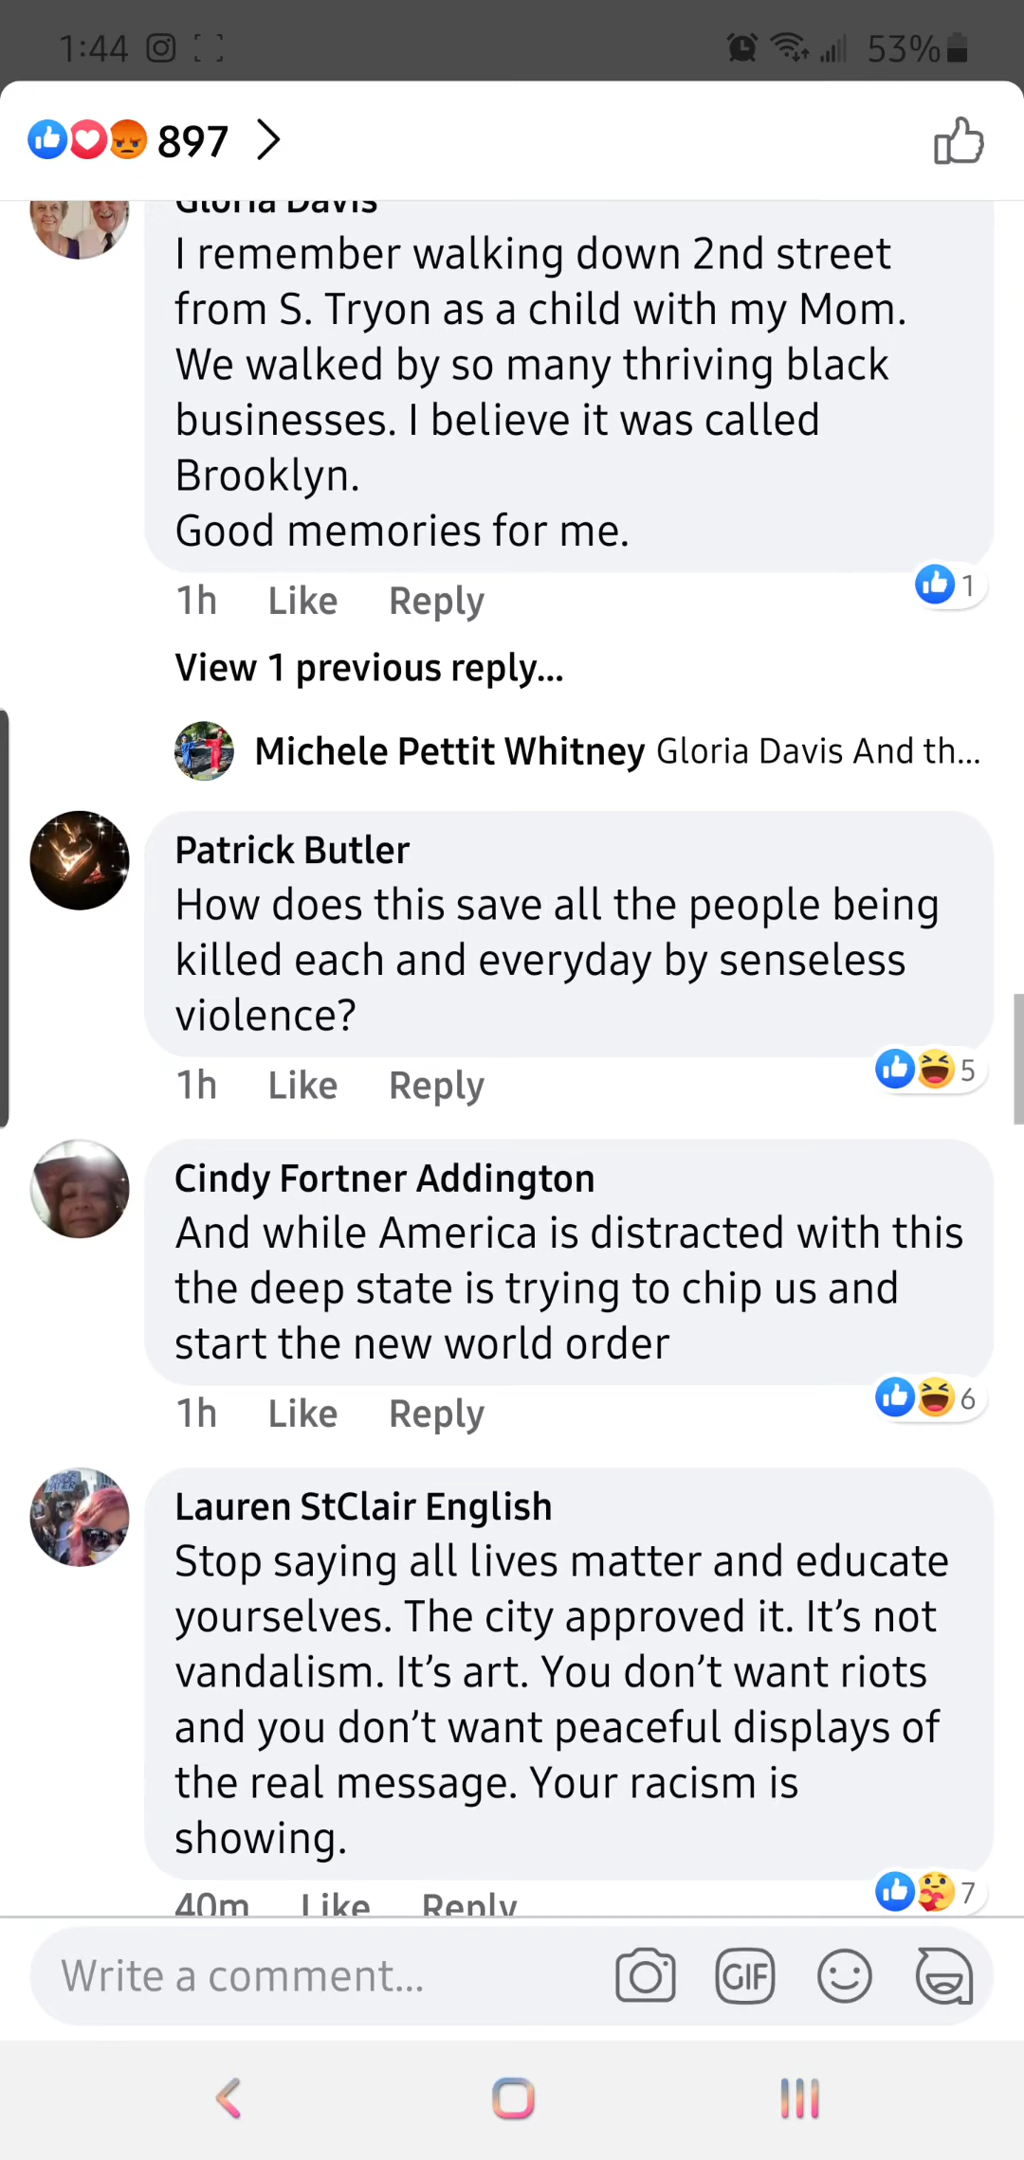 1:44
53%
897
Gloria Davis
I remember walking down 2nd street
from S. Tryon as a child with my Mom.
We walked by so many thriving black
businesses. I believe it was called
Brooklyn.
Good memories for me.
1h Like Reply 1
View 1 previous reply...
Michele Pettit Whitney Gloria Davis And th...
Patrick Butler
How does this save all the people being
killed each and everyday by senseless
violence?
1h Like Reply 5
Cindy Fortner Addington
And while America is distracted with this
the deep state is trying to chip us and
start the new world order
1h Like Reply 6
Lauren StClair English
Stop saying all lives matter and educate
yourselves. The city approved it. It's not
vandalism. It's art. You don't want riots
and you don't want peaceful displays of
the real message. Your racism is
showing.
40m Like Reply 7
Write a comment...
GIF